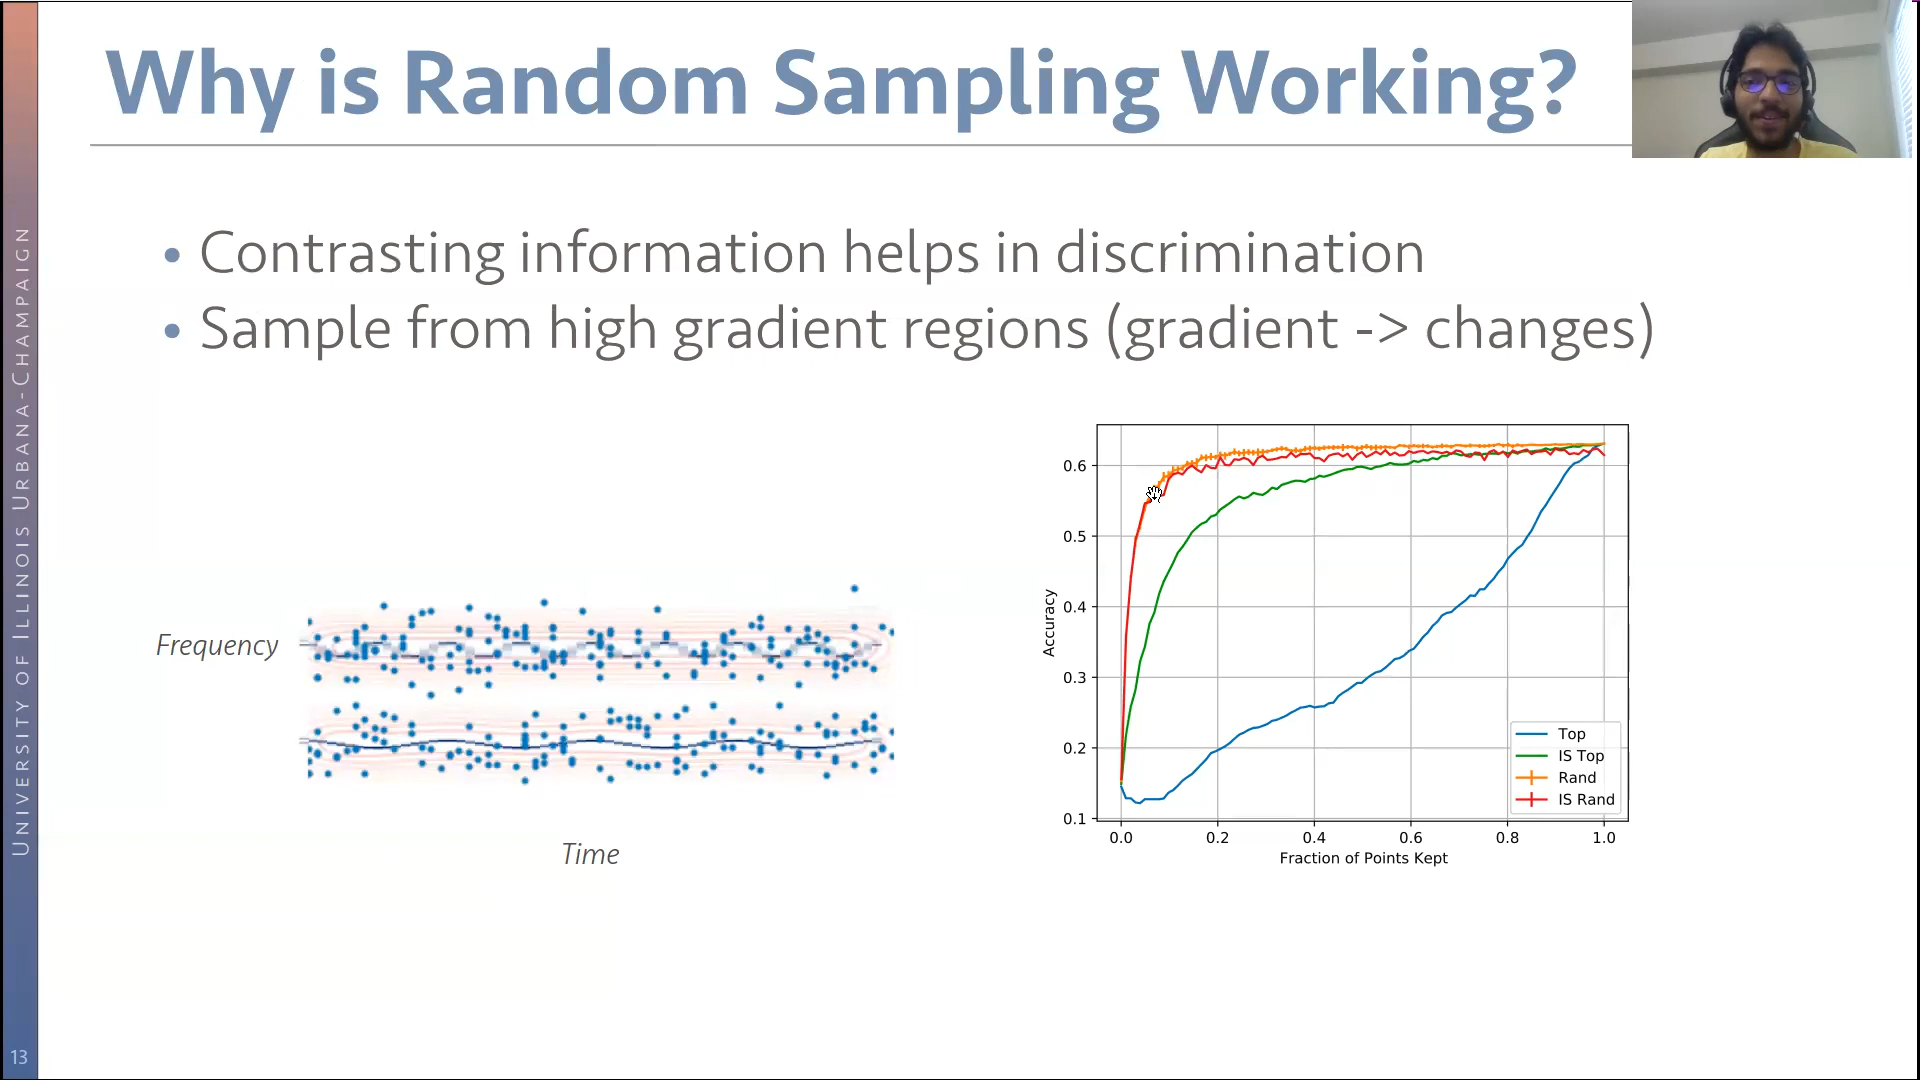 Why is Random Sampling Working?
• Contrasting information helps in discrimination
• Sample from high gradient regions (gradient -> changes)
Frequency
Time
Accuracy
0.6
0.5
0.4
0.3
0.2
0.1
0.0 0.2 0.4 0.6 0.8 1.0
Fraction of Points Kept
Top
IS Top
Rand
IS Rand
University of Illinois Urbana-Champaign
13